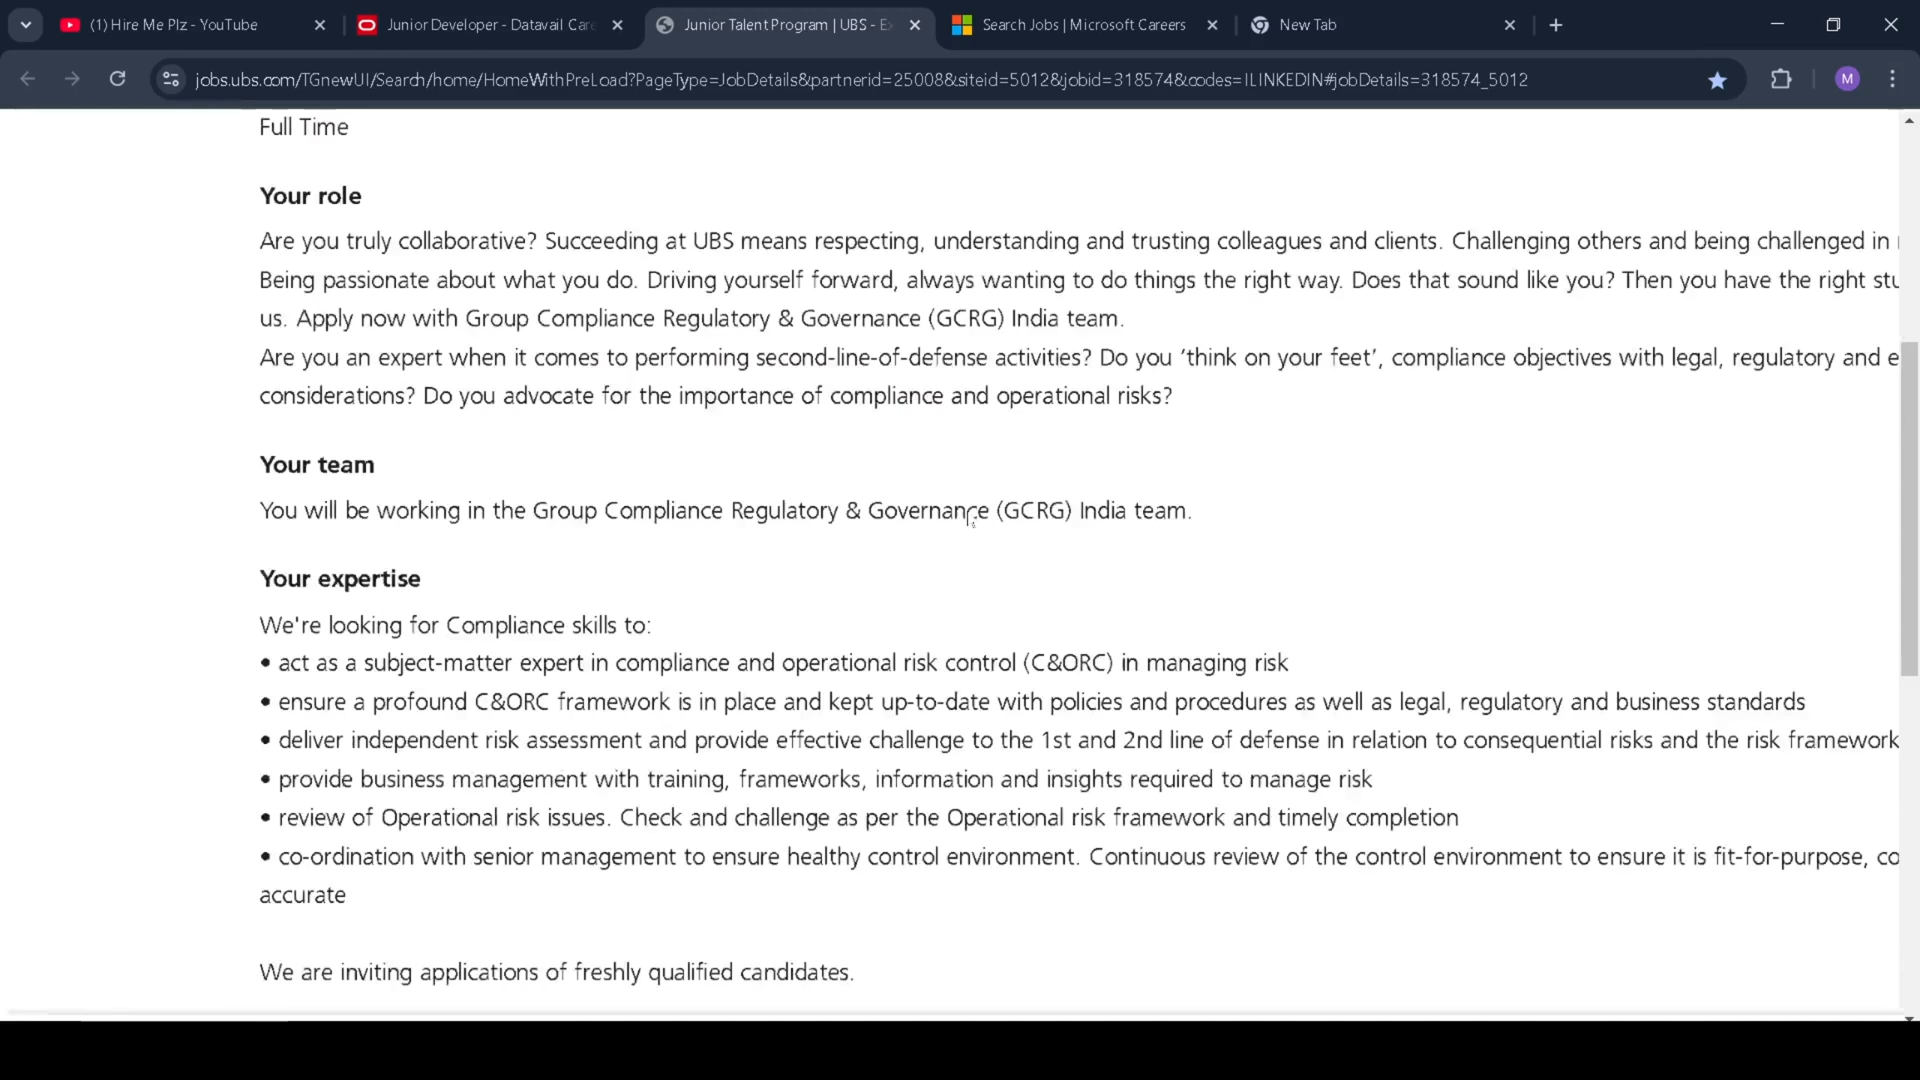 (1) Hire Me Plz - YouTube
Junior Developer - Datavail Care
Junior Talent Program | UBS - Ex
Search Jobs | Microsoft Careers
New Tab
jobs.ubs.com/TGnewUI/Search/home/HomeWithPreLoad?PageType=JobDetails&partnerid=25008&siteid=5012&jobid=318574&codes=ILINKEDIN#jobDetails=318574_5012
M
Full Time
Your role
Are you truly collaborative? Succeeding at UBS means respecting, understanding and trusting colleagues and clients. Challenging others and being challenged in
Being passionate about what you do. Driving yourself forward, always wanting to do things the right way. Does that sound like you? Then you have the right stu
us. Apply now with Group Compliance Regulatory & Governance (GCRG) India team.
Are you an expert when it comes to performing second-line-of-defense activities? Do you ‘think on your feet’, compliance objectives with legal, regulatory and e
considerations? Do you advocate for the importance of compliance and operational risks?
Your team
You will be working in the Group Compliance Regulatory & Governance (GCRG) India team.
Your expertise
We're looking for Compliance skills to:
• act as a subject-matter expert in compliance and operational risk control (C&ORC) in managing risk
• ensure a profound C&ORC framework is in place and kept up-to-date with policies and procedures as well as legal, regulatory and business standards
• deliver independent risk assessment and provide effective challenge to the 1st and 2nd line of defense in relation to consequential risks and the risk framework
• provide business management with training, frameworks, information and insights required to manage risk
• review of Operational risk issues. Check and challenge as per the Operational risk framework and timely completion
• co-ordination with senior management to ensure healthy control environment. Continuous review of the control environment to ensure it is fit-for-purpose, co
accurate
We are inviting applications of freshly qualified candidates.